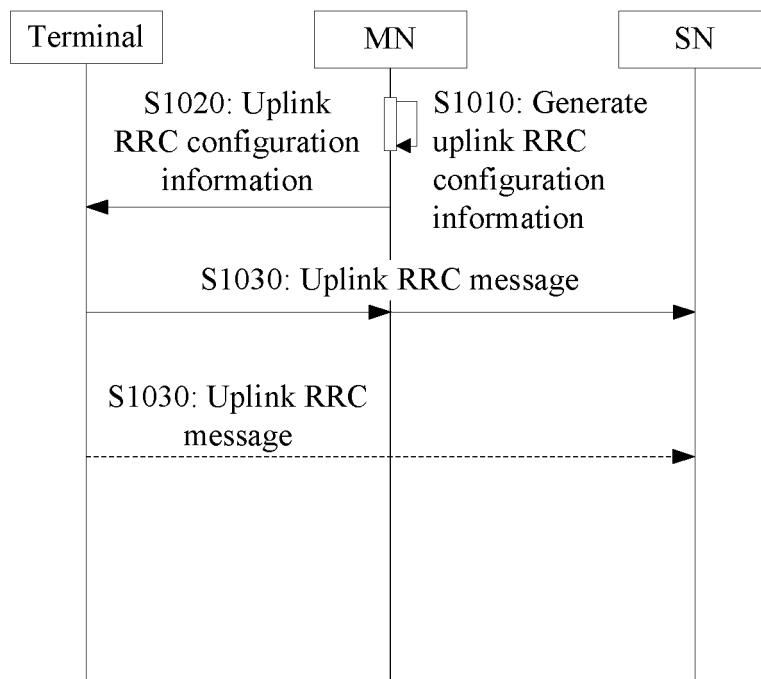 Terminal
MN
SN
S1020: Uplink
RRC configuration
information
S1010: Generate
uplink RRC
configuration
information
S1030: Uplink RRC message
S1030: Uplink RRC
message